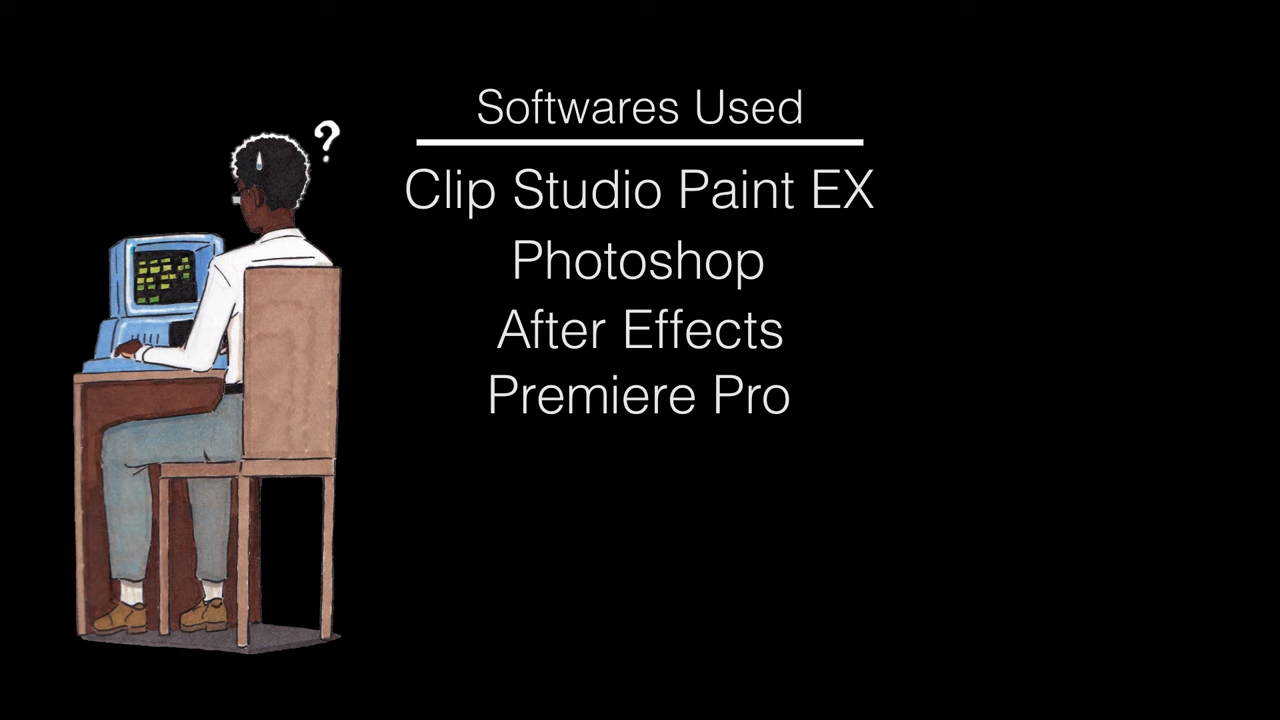 ?
Softwares Used
Clip Studio Paint EX
Photoshop
After Effects
Premiere Pro